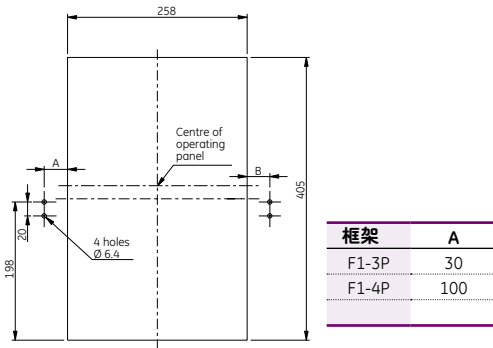 258
Centre of
operating
panel
A
B
405
20
198
4 holes
Ø 6.4
框架 A
F1-3P 30
F1-4P 100